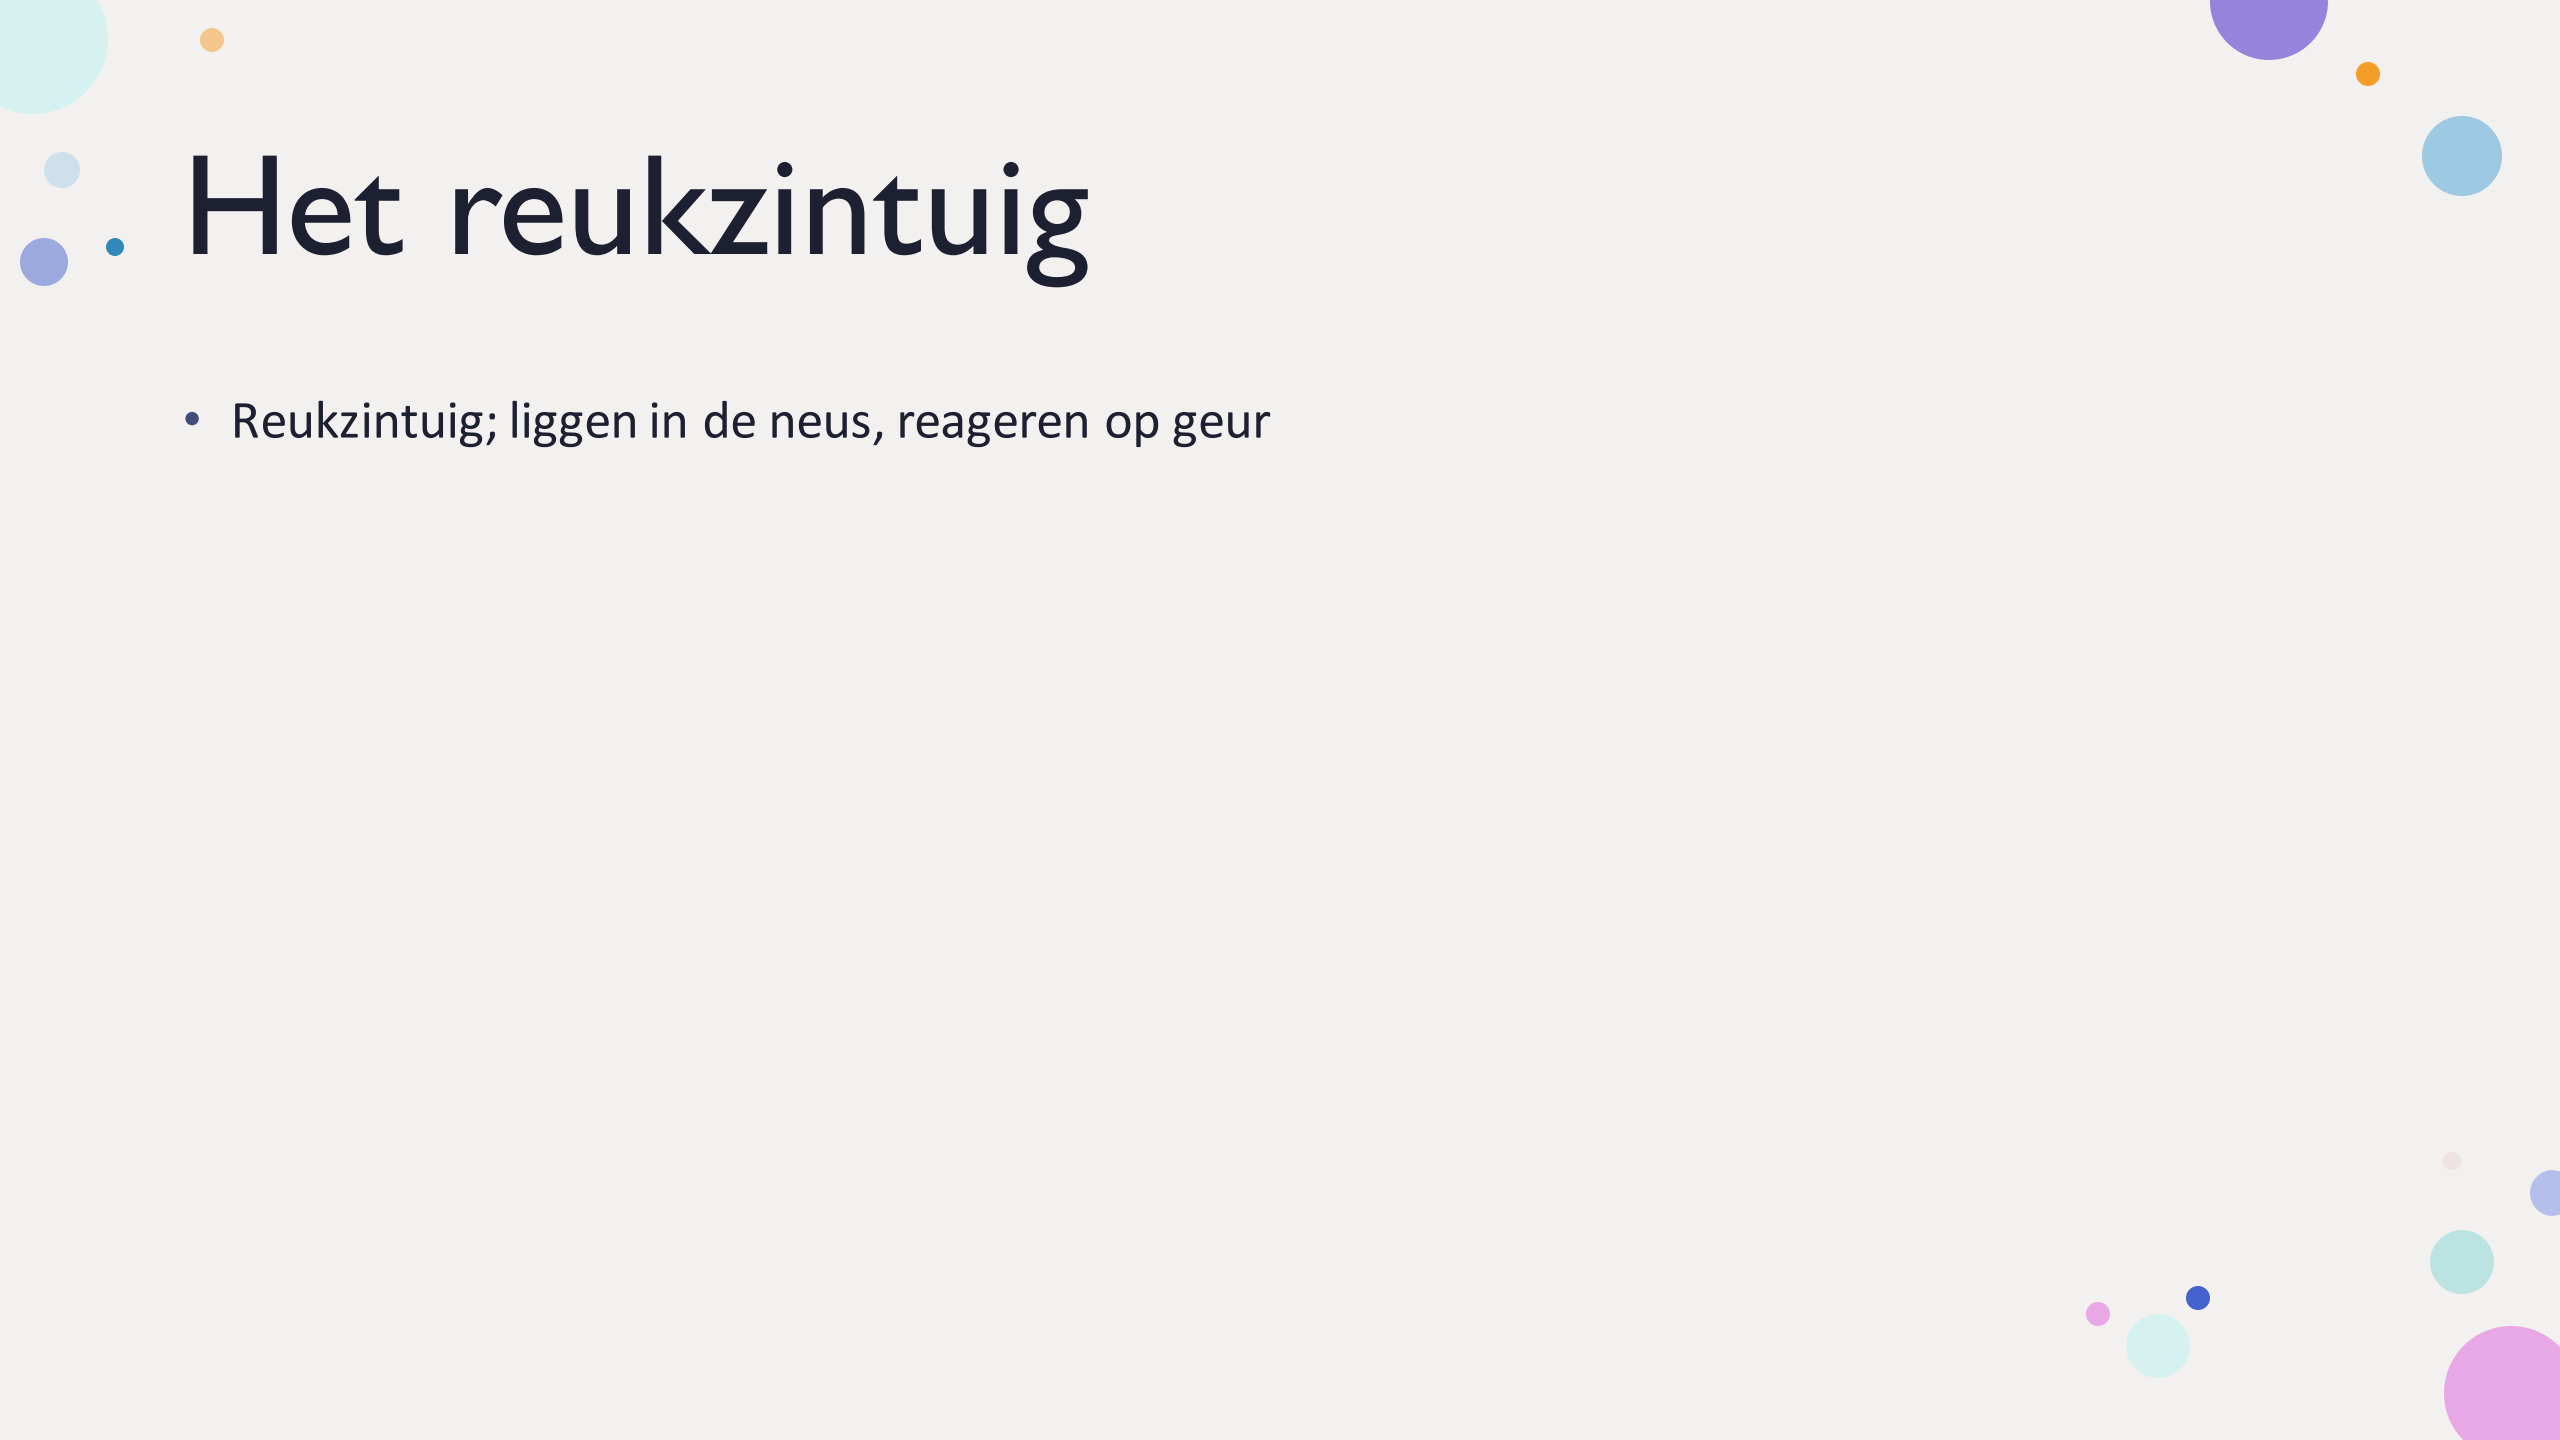 Het reukzintuig
• Reukzintuig; liggen in de neus, reageren op geur